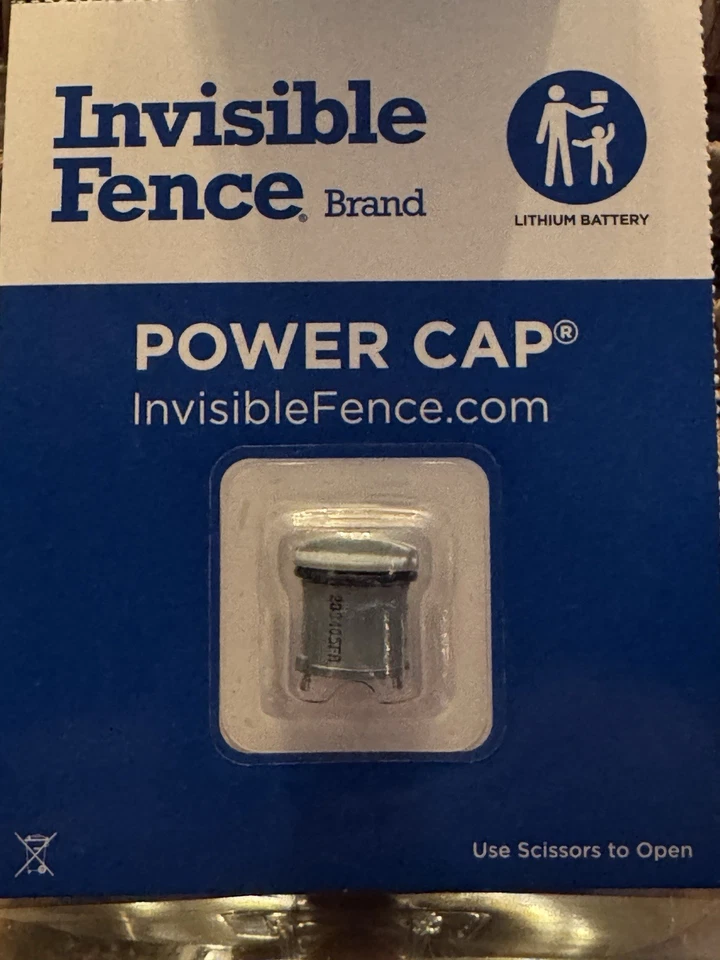 Invisible
Fence® Brand
LITHIUM BATTERY
POWER CAP®
InvisibleFence.com
Use Scissors to Open